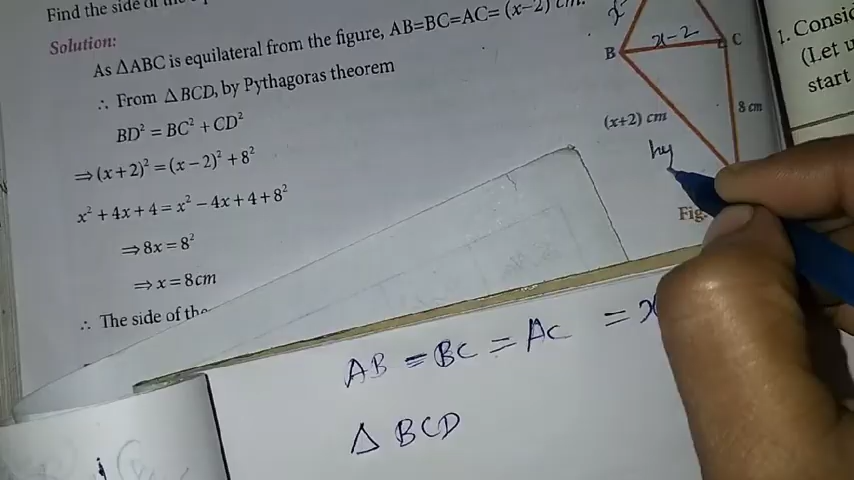 Find the side of the
Solution:
As △ABC is equilateral from the figure, AB=BC=AC= (x−2) cm.
∴ From △BCD, by Pythagoras theorem
BD² = BC² + CD²
⇒(x+2)² =(x−2)² +8²
x² +4x+4=x² −4x+4+8²
⇒8x=8²
⇒x=8cm
∴ The side of the
x-2
B
C
8 cm
(x+2) cm
hy
Fig.
1. Consid
(Let u
start
AB = BC = AC = x
△ BCD